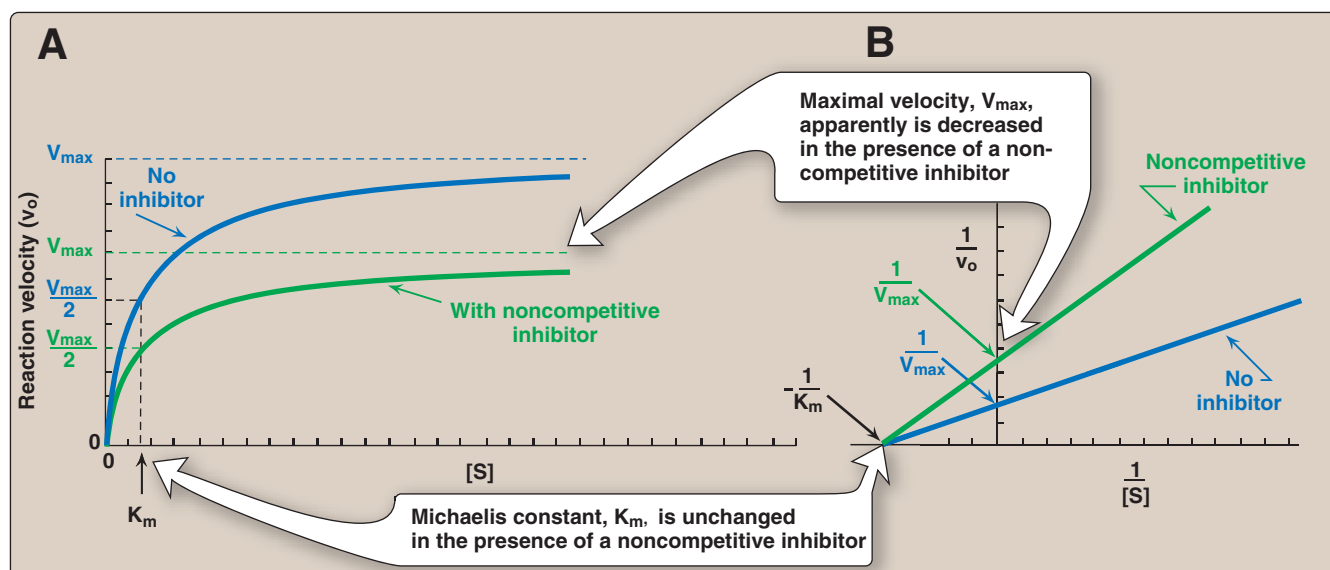 A
Reaction velocity (vo)
Vmax
No
inhibitor
Vmax
Vmax
2
Vmax
2
With noncompetitive
inhibitor
0
0
[S]
Km
B
Maximal velocity, Vmax,
apparently is decreased
in the presence of a non-
competitive inhibitor
Noncompetitive
inhibitor
1
vo
1
Vmax
1
Vmax
- 1
Km
No
inhibitor
1
[S]
Michaelis constant, Km, is unchanged
in the presence of a noncompetitive inhibitor